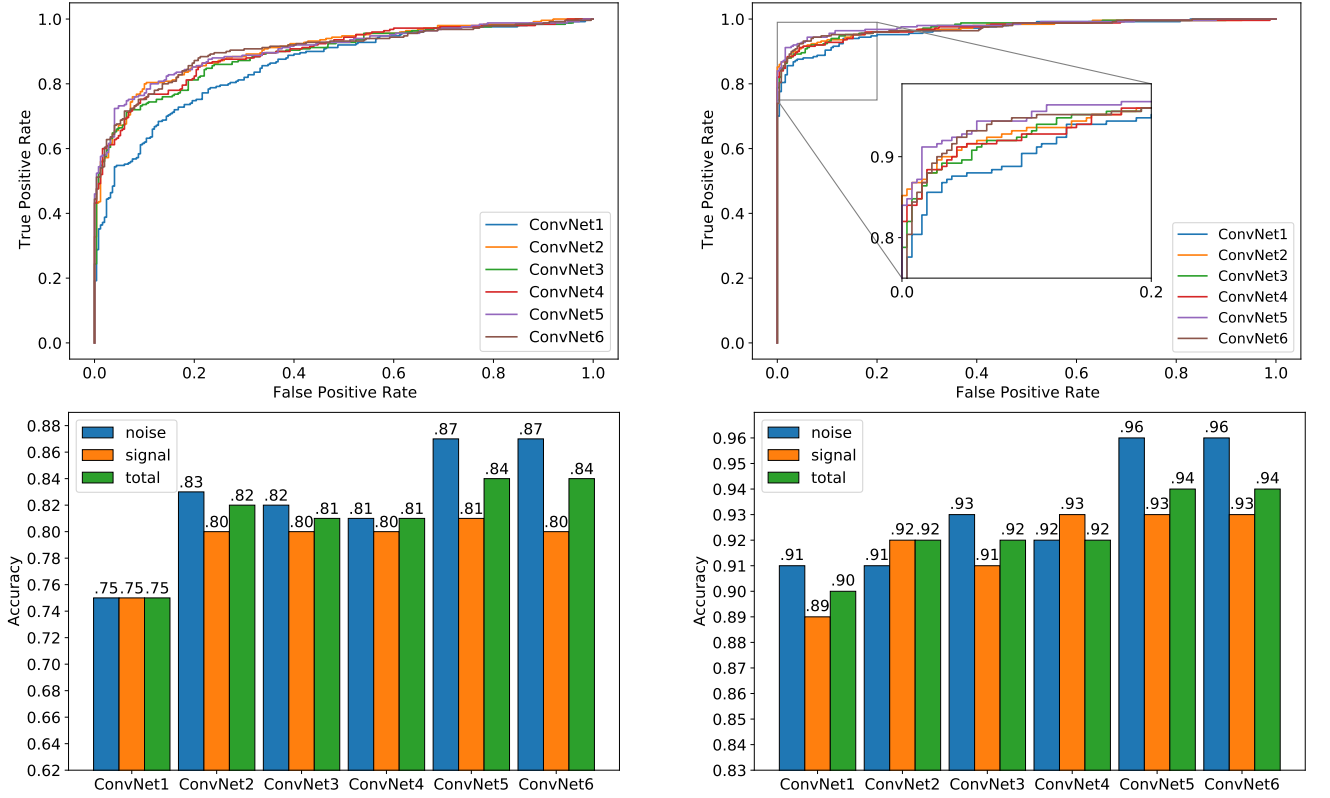 1.0
0.8
0.6
0.4
0.2
0.0
True Positive Rate
0.0 0.2 0.4 0.6 0.8 1.0
False Positive Rate
ConvNet1
ConvNet2
ConvNet3
ConvNet4
ConvNet5
ConvNet6
1.0
0.8
0.6
0.4
0.2
0.0
True Positive Rate
0.0 0.2 0.4 0.6 0.8 1.0
False Positive Rate
0.9
0.8
0.0 0.2
ConvNet1
ConvNet2
ConvNet3
ConvNet4
ConvNet5
ConvNet6
0.88
0.86
0.84
0.82
0.80
0.78
0.76
0.74
0.72
0.70
0.68
0.66
0.64
0.62
Accuracy
noise
signal
total
.75 .75 .75
.83 .80 .82
.82 .80 .81
.81 .80 .81
.87 .81 .84
.87 .80 .84
ConvNet1 ConvNet2 ConvNet3 ConvNet4 ConvNet5 ConvNet6
0.96
0.95
0.94
0.93
0.92
0.91
0.90
0.89
0.88
0.87
0.86
0.85
0.84
0.83
Accuracy
noise
signal
total
.91 .89 .90
.91 .92 .92
.93 .91 .92
.92 .93 .92
.96 .93 .94
.96 .93 .94
ConvNet1 ConvNet2 ConvNet3 ConvNet4 ConvNet5 ConvNet6